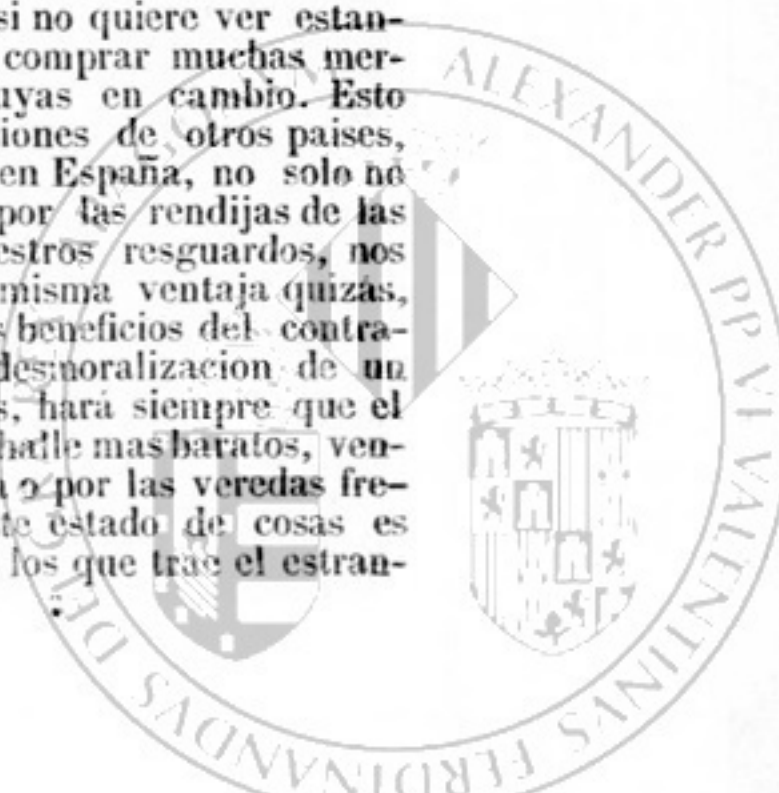 si no quiere ver estan-
comprar muchas mer-
uyas en cambio. Esto
iones de otros paises,
en España, no solo no
por las rendijas de las
estros resguardos, nos
misma ventaja quizás,
s beneficios del contra-
desmoralizacion de un
s, hará siempre que el
halle mas baratos, ven-
a o por las veredas fre-
te estado de cosas es
los que trae el estran-
ALEXANDER PP VI VALENTINVS FERDINANDVS